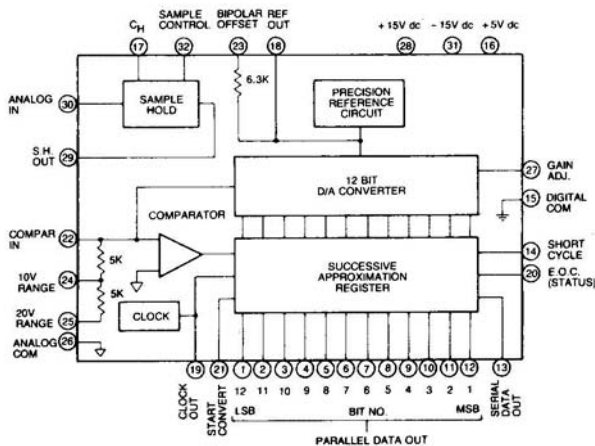 C_H
SAMPLE CONTROL
BIPOLAR OFFSET
REF OUT
+15V dc
-15V dc
+5V dc
17 32 23 18 28 31 16
6.3K
ANALOG IN
30
SAMPLE HOLD
PRECISION REFERENCE CIRCUIT
S.H. OUT
29
12 BIT
D/A CONVERTER
27
GAIN ADJ.
15
DIGITAL COM
COMPARATOR
COMPAR IN
22
5K
10V RANGE
24
5K
20V RANGE
25
ANALOG COM
26
CLOCK
SUCCESSIVE
APPROXIMATION
REGISTER
14
SHORT CYCLE
20
E.O.C. (STATUS)
19 21 1 2 3 4 5 6 7 8 9 10 11 12 13
CLOCK OUT
START CONVERT
12 11 10 9 8 7 6 5 4 3 2 1
SERIAL DATA OUT
LSB BIT NO. MSB
PARALLEL DATA OUT